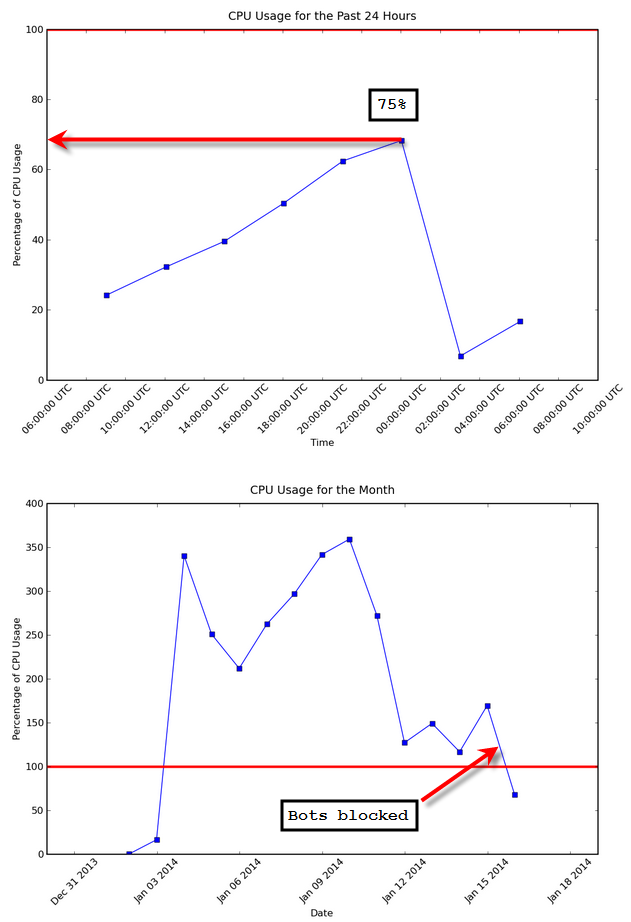 CPU Usage for the Past 24 Hours
100
80
60
40
20
0
Percentage of CPU Usage
75%
06:00:00 UTC
08:00:00 UTC
10:00:00 UTC
12:00:00 UTC
14:00:00 UTC
16:00:00 UTC
18:00:00 UTC
20:00:00 UTC
22:00:00 UTC
00:00:00 UTC
02:00:00 UTC
04:00:00 UTC
06:00:00 UTC
08:00:00 UTC
10:00:00 UTC
Time
CPU Usage for the Month
400
350
300
250
200
150
100
50
0
Percentage of CPU Usage
Bots blocked
Dec 31 2013
Jan 03 2014
Jan 06 2014
Jan 09 2014
Jan 12 2014
Jan 15 2014
Jan 18 2014
Date